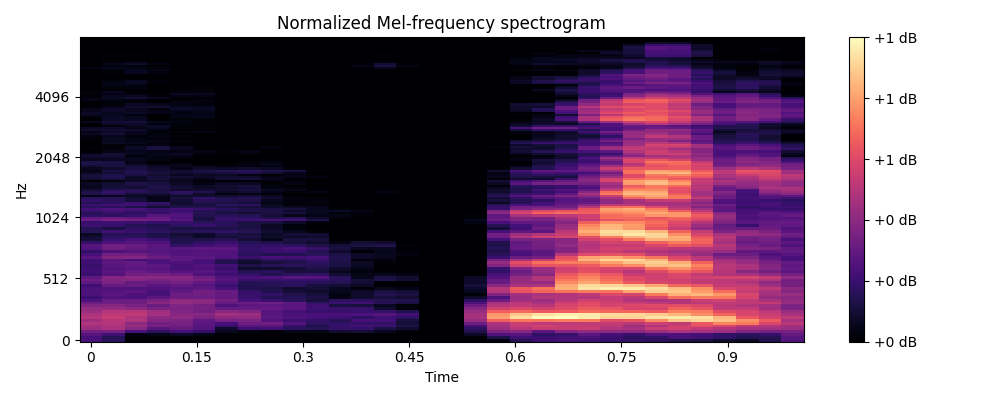 Normalized Mel-frequency spectrogram
Hz
4096
2048
1024
512
0
0 0.15 0.3 0.45 0.6 0.75 0.9
Time
+1 dB
+1 dB
+1 dB
+0 dB
+0 dB
+0 dB